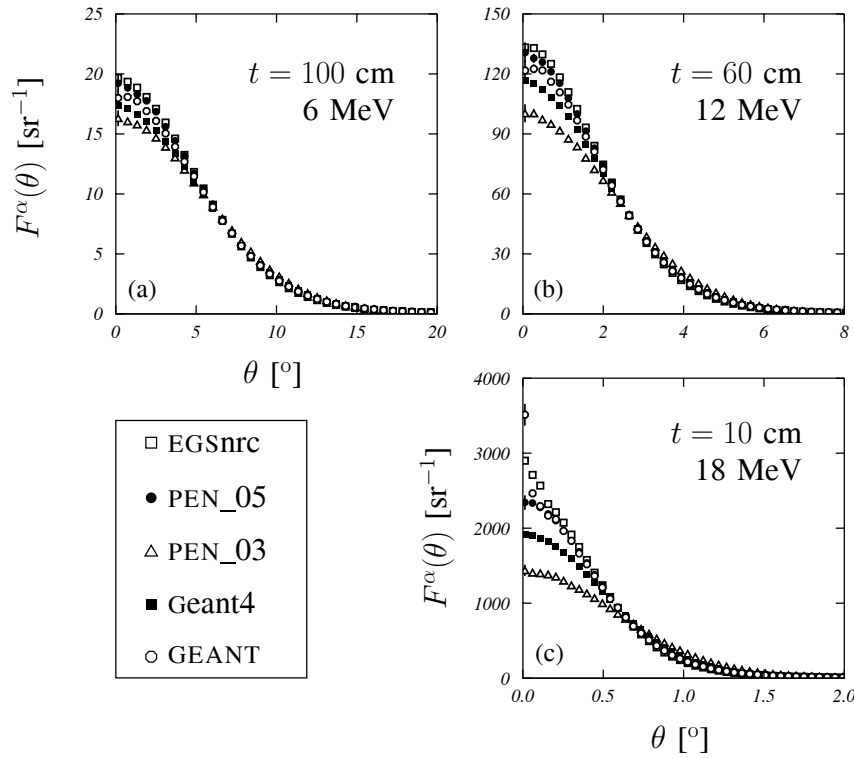 25
20
15
10
5
0
0
5
10
15
20
F^α(θ) [sr⁻¹]
θ [°]
t = 100 cm
6 MeV
(a)
150
120
90
60
30
0
0
2
4
6
8
t = 60 cm
12 MeV
(b)
EGSnrc
PEN_05
PEN_03
Geant4
GEANT
4000
3000
2000
1000
0
0.0
0.5
1.0
1.5
2.0
F^α(θ) [sr⁻¹]
θ [°]
t = 10 cm
18 MeV
(c)